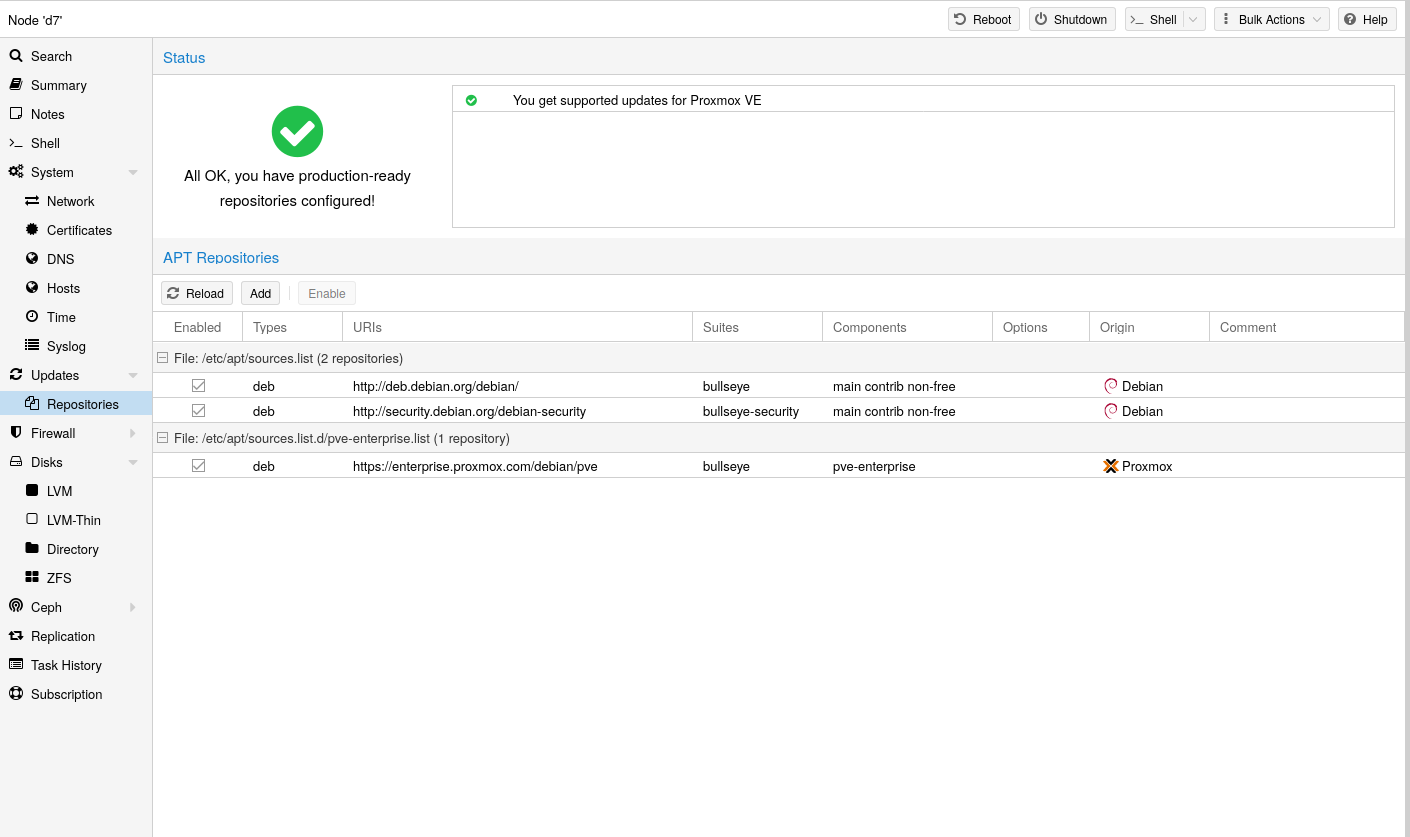 Node 'd7'
Reboot
Shutdown
Shell
Bulk Actions
Help
Search
Summary
Notes
Shell
System
Network
Certificates
DNS
Hosts
Time
Syslog
Updates
Repositories
Firewall
Disks
LVM
LVM-Thin
Directory
ZFS
Ceph
Replication
Task History
Subscription
Status
All OK, you have production-ready
repositories configured!
You get supported updates for Proxmox VE
APT Repositories
Reload
Add
Enable
Enabled Types URIs Suites Components Options Origin Comment
File: /etc/apt/sources.list (2 repositories)
deb http://deb.debian.org/debian/ bullseye main contrib non-free Debian
deb http://security.debian.org/debian-security bullseye-security main contrib non-free Debian
File: /etc/apt/sources.list.d/pve-enterprise.list (1 repository)
deb https://enterprise.proxmox.com/debian/pve bullseye pve-enterprise Proxmox